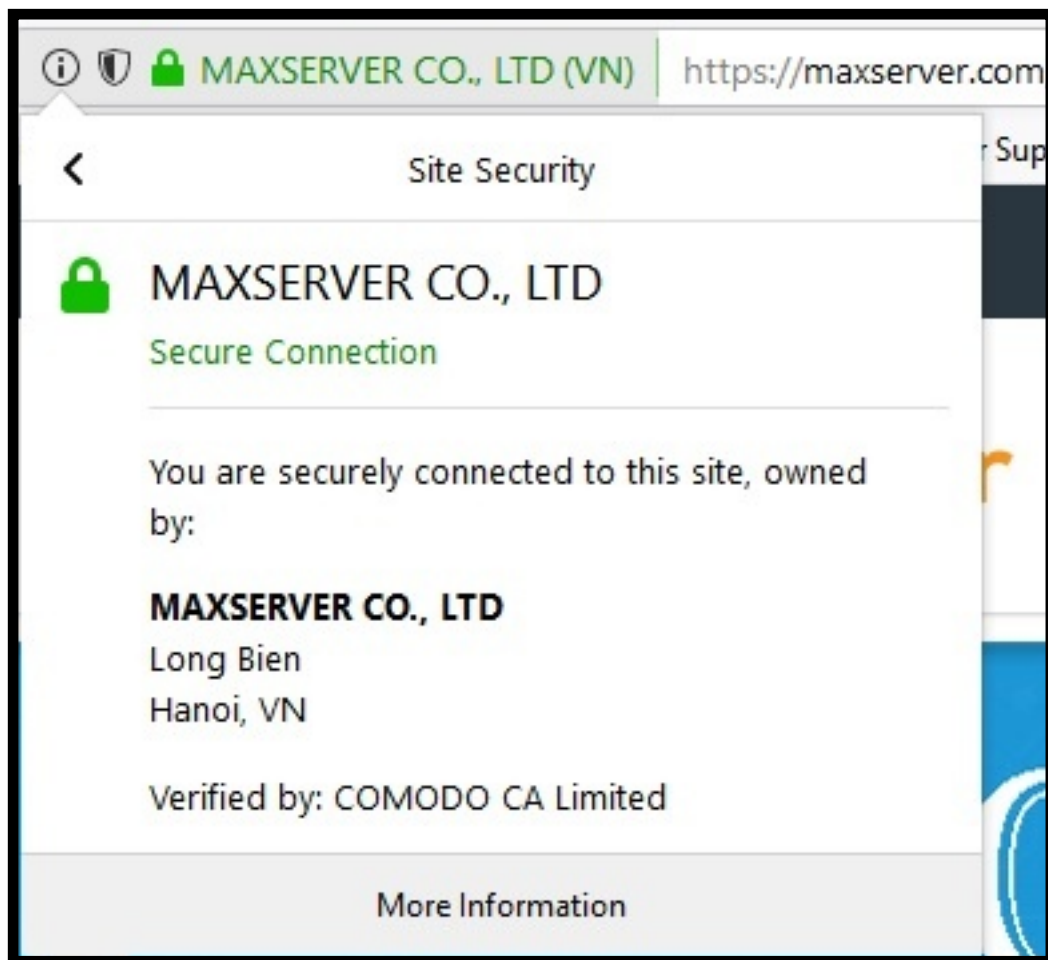 MAXSERVER CO., LTD (VN) https://maxserver.com
Site Security
r Sup
MAXSERVER CO., LTD
Secure Connection
You are securely connected to this site, owned
by:
r
MAXSERVER CO., LTD
Long Bien
Hanoi, VN
Verified by: COMODO CA Limited
More Information